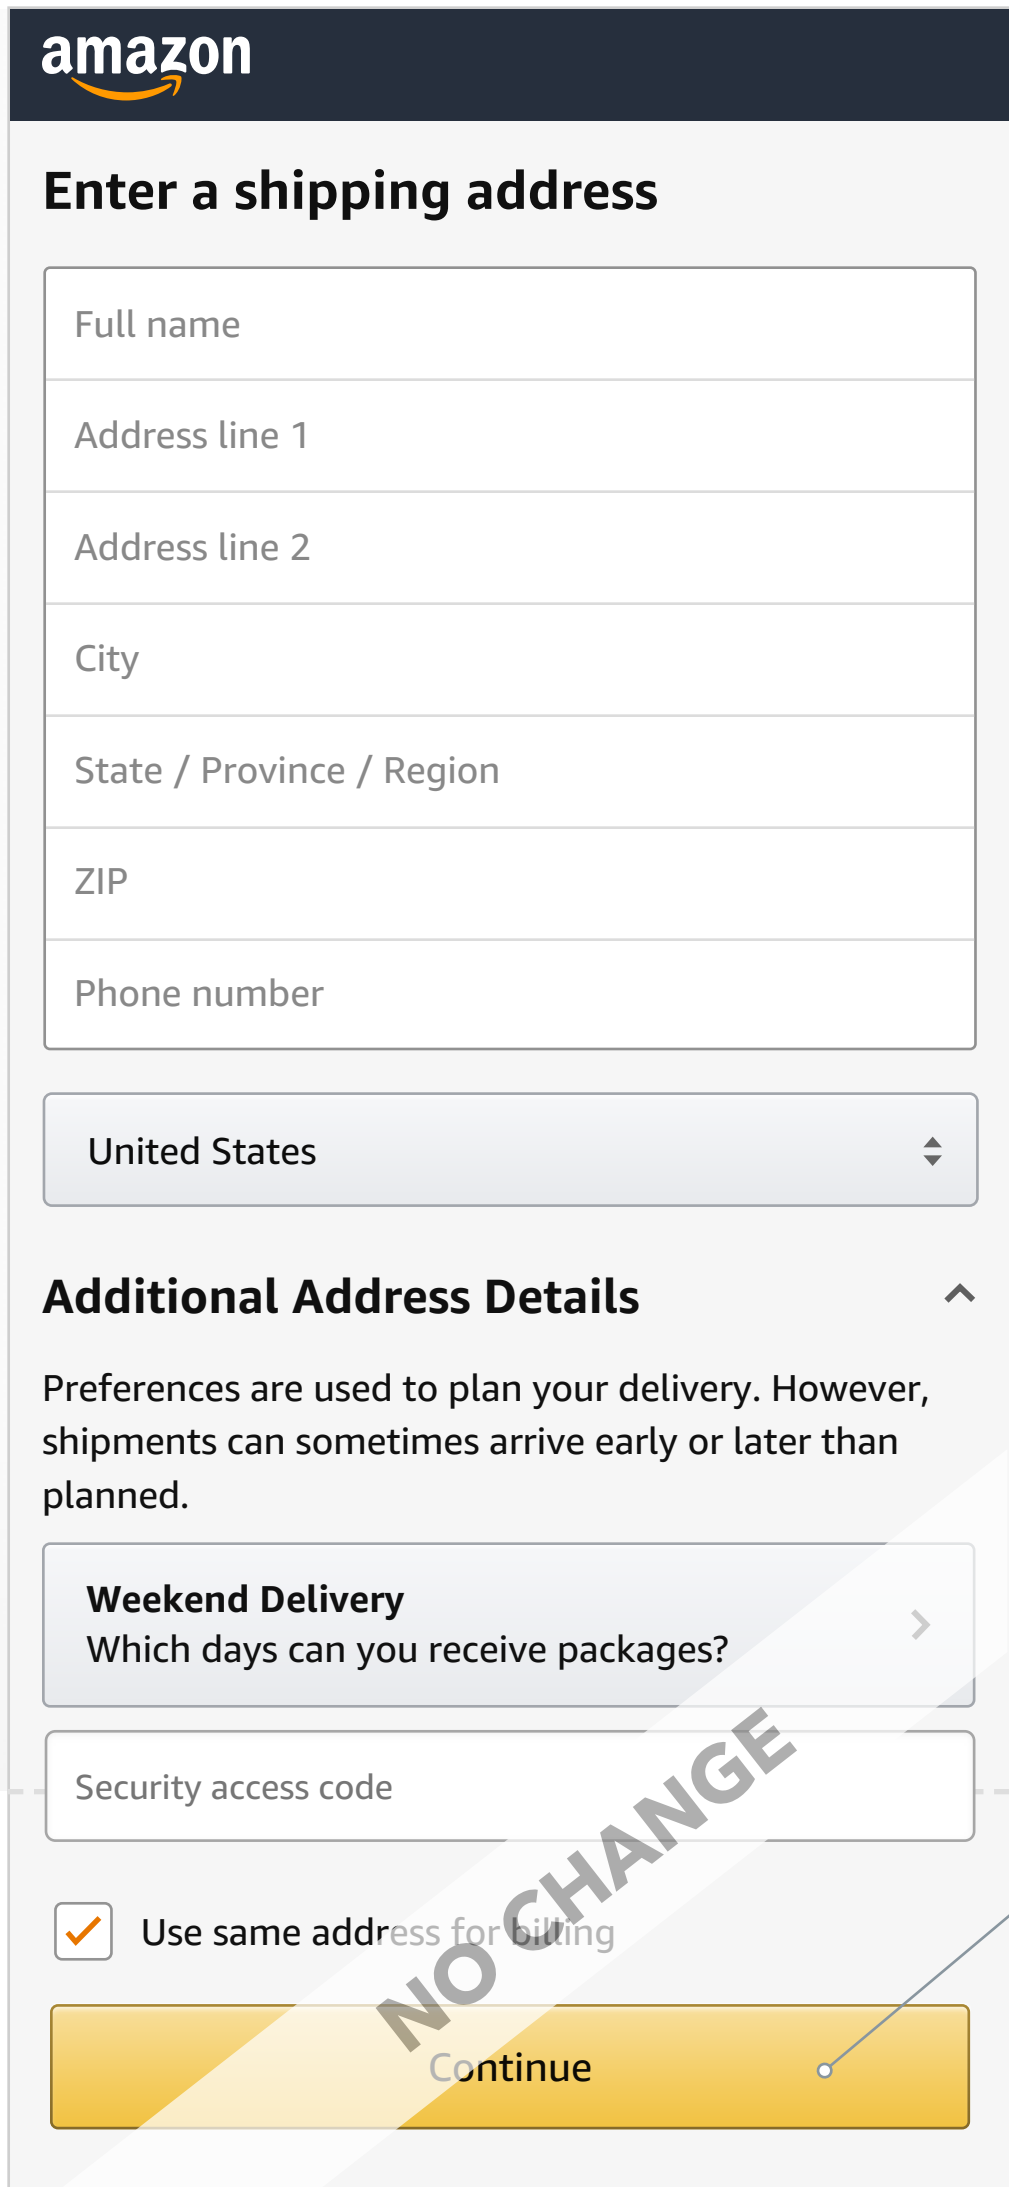 amazon
Enter a shipping address
Full name
Address line 1
Address line 2
City
State / Province / Region
ZIP
Phone number
United States
Additional Address Details
Preferences are used to plan your delivery. However,
shipments can sometimes arrive early or later than
planned.
Weekend Delivery
Which days can you receive packages?
Security access code
NO CHANGE
Use same address for billing
Continue